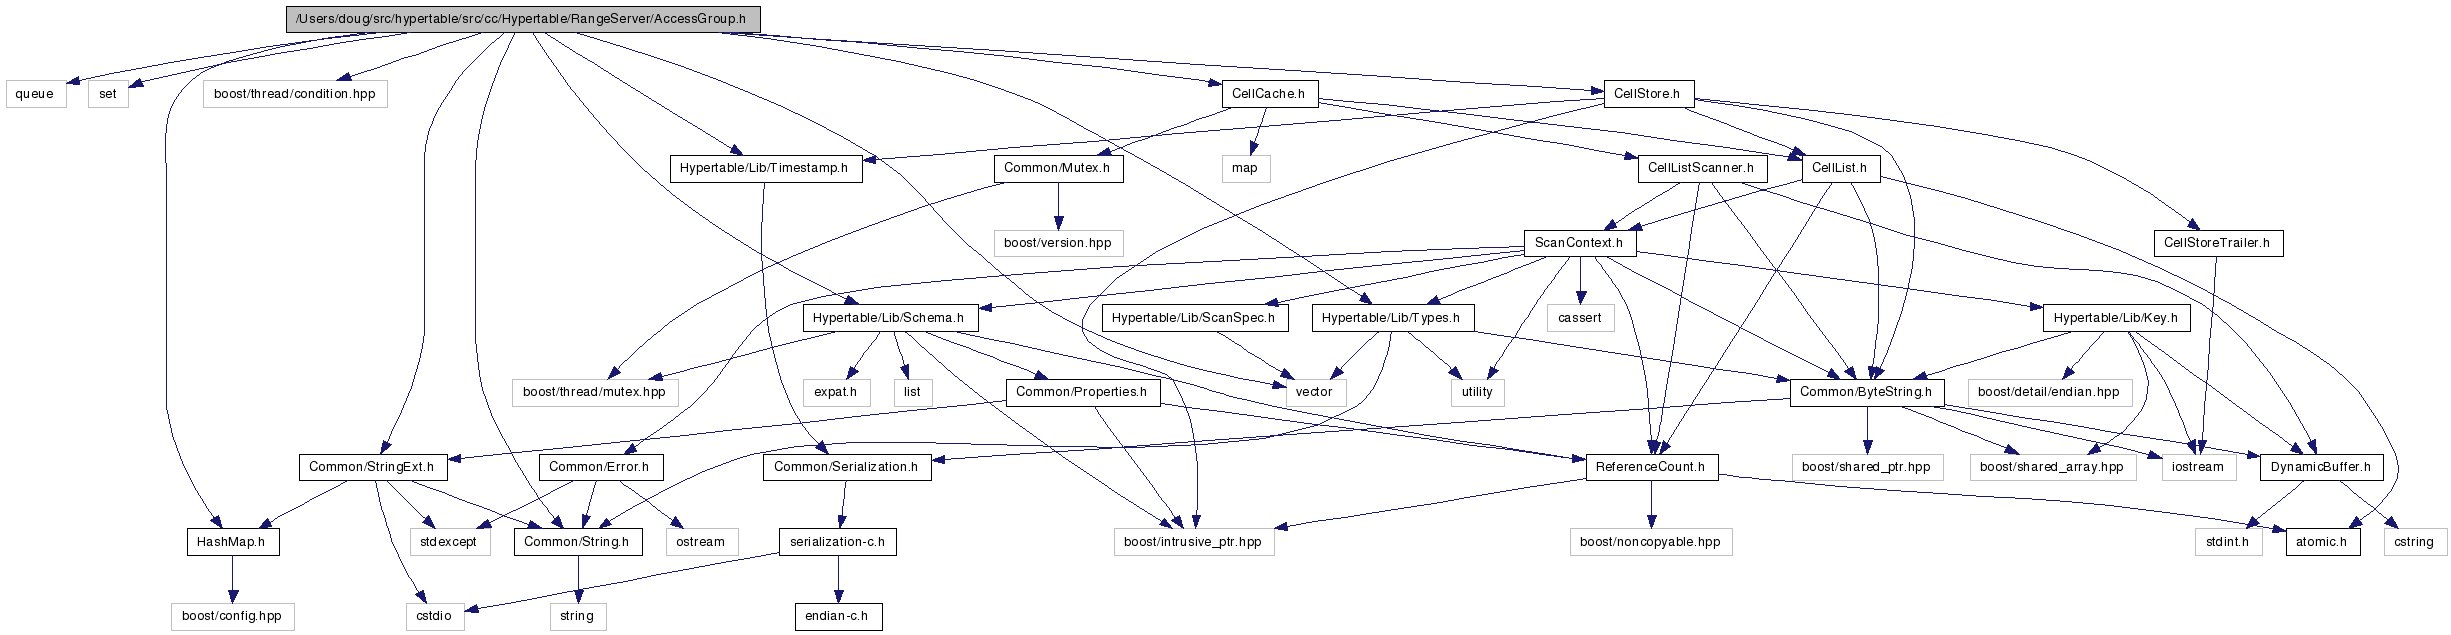 /Users/doug/src/hypertable/src/cc/Hypertable/RangeServer/AccessGroup.h
queue
set
boost/thread/condition.hpp
CellCache.h
CellStore.h
Hypertable/Lib/Timestamp.h
Common/Mutex.h
map
CellListScanner.h
CellList.h
boost/version.hpp
ScanContext.h
CellStoreTrailer.h
Hypertable/Lib/Schema.h
Hypertable/Lib/ScanSpec.h
Hypertable/Lib/Types.h
cassert
Hypertable/Lib/Key.h
boost/thread/mutex.hpp
expat.h
list
Common/Properties.h
vector
utility
Common/ByteString.h
boost/detail/endian.hpp
Common/StringExt.h
Common/Error.h
Common/Serialization.h
ReferenceCount.h
boost/shared_ptr.hpp
boost/shared_array.hpp
iostream
DynamicBuffer.h
HashMap.h
stdexcept
Common/String.h
ostream
serialization-c.h
boost/intrusive_ptr.hpp
boost/noncopyable.hpp
stdint.h
atomic.h
cstring
boost/config.hpp
cstdio
string
endian-c.h